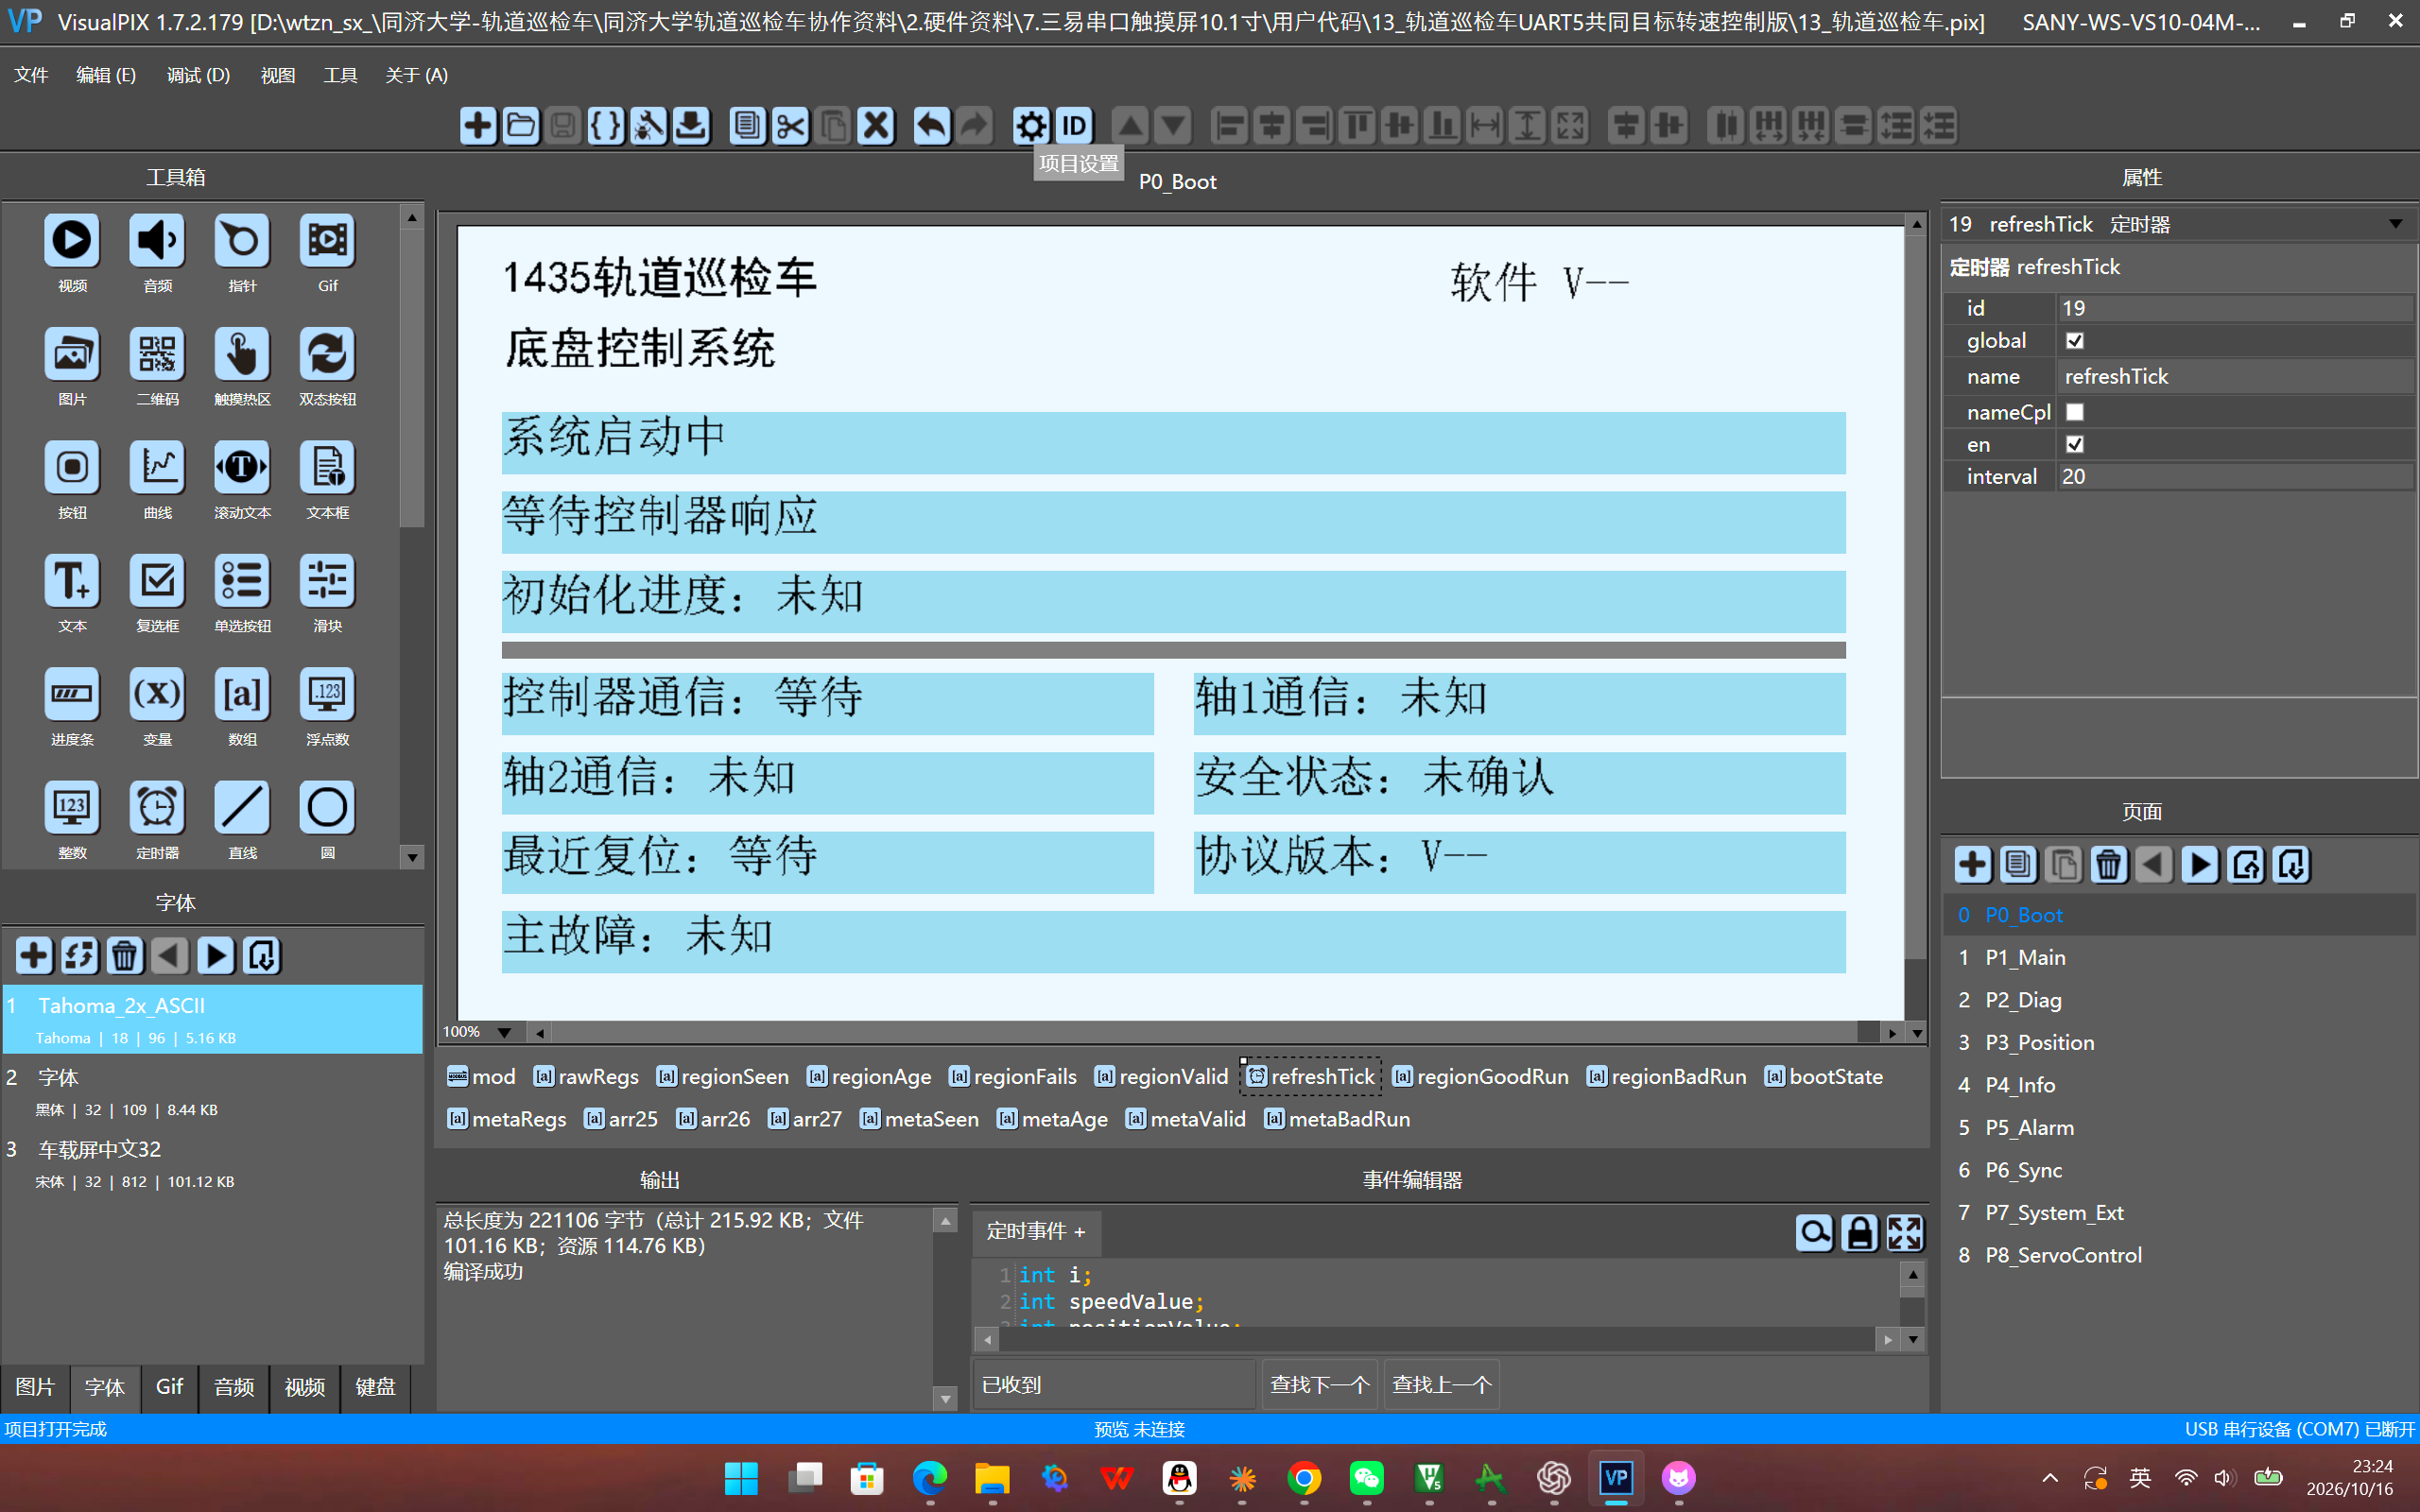 VP VisualPIX 1.7.2.179 [D:\wtzn_sx_\同济大学-轨道巡检车\同济大学轨道巡检车协作资料\2.硬件资料\7.三易串口触摸屏10.1寸\用户代码\13_轨道巡检车UART5共同目标转速控制版\13_轨道巡检车.pix] SANY-WS-VS10-04M-...
文件 编辑 (E) 调试 (D) 视图 工具 关于 (A)
ID
项目设置
工具箱
视频 音频 指针 Gif
图片 二维码 触摸热区 双态按钮
按钮 曲线 滚动文本 文本框
文本 复选框 单选按钮 滑块
进度条 变量 数组 浮点数
整数 定时器 直线 圆
字体
1 Tahoma_2x_ASCII
Tahoma | 18 | 96 | 5.16 KB
2 字体
黑体 | 32 | 109 | 8.44 KB
3 车载屏中文32
宋体 | 32 | 812 | 101.12 KB
图片 字体 Gif 音频 视频 键盘
P0_Boot
1435轨道巡检车
软件 V--
底盘控制系统
系统启动中
等待控制器响应
初始化进度：未知
控制器通信：等待
轴1通信：未知
轴2通信：未知
安全状态：未确认
最近复位：等待
协议版本：V--
主故障：未知
100%
mod rawRegs regionSeen regionAge regionFails regionValid refreshTick regionGoodRun regionBadRun bootState
metaRegs arr25 arr26 arr27 metaSeen metaAge metaValid metaBadRun
输出
总长度为 221106 字节（总计 215.92 KB；文件
101.16 KB；资源 114.76 KB）
编译成功
事件编辑器
定时事件 +
1 int i;
2 int speedValue;
3 int positionValue;
已收到 查找下一个 查找上一个
属性
19 refreshTick 定时器
定时器 refreshTick
id 19
global
name refreshTick
nameCpl
en
interval 20
页面
0 P0_Boot
1 P1_Main
2 P2_Diag
3 P3_Position
4 P4_Info
5 P5_Alarm
6 P6_Sync
7 P7_System_Ext
8 P8_ServoControl
项目打开完成 预览 未连接 USB 串行设备 (COM7) 已断开
英
23:24
2026/10/16